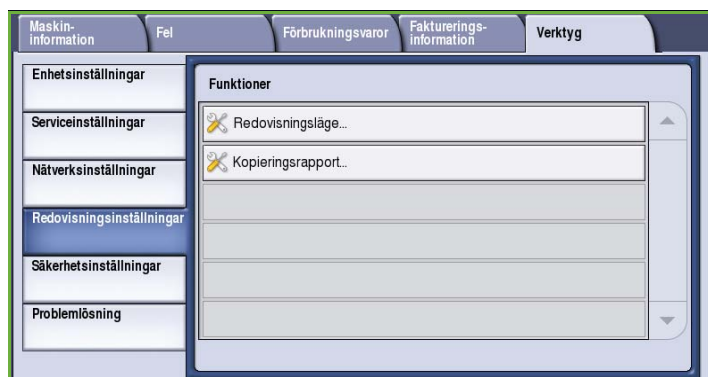 Maskin-
information
Fel
Förbrukningsvaror
Fakturerings-
information
Verktyg
Enhetsinställningar
Serviceinställningar
Nätverksinställningar
Redovisningsinställningar
Säkerhetsinställningar
Problemlösning
Funktioner
Redovisningsläge...
Kopieringsrapport...